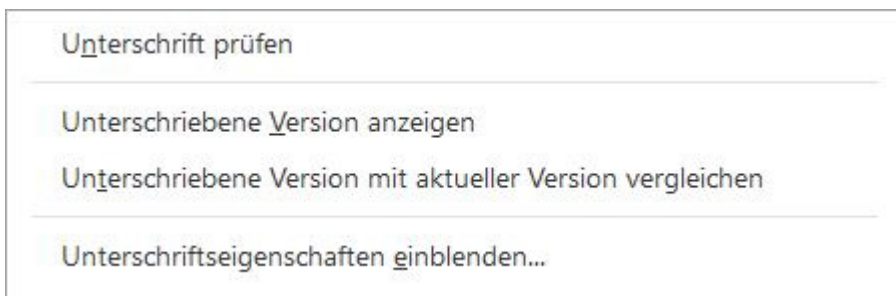 Unterschrift prüfen
Unterschriebene Version anzeigen
Unterschriebene Version mit aktueller Version vergleichen
Unterschriftseigenschaften einblenden...